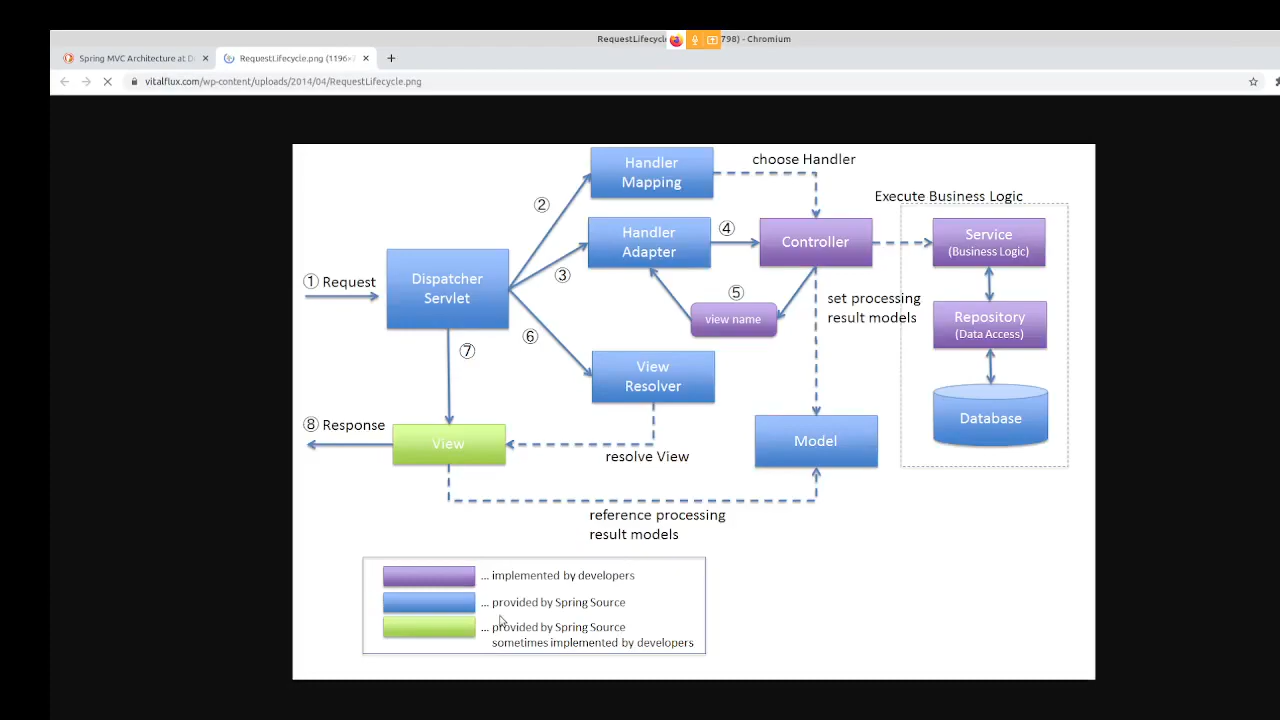 RequestLifecycl
798) - Chromium
Spring MVC Architecture at D
RequestLifecycle.png (1196×7
vitalflux.com/wp-content/uploads/2014/04/RequestLifecycle.png
Handler
Mapping
choose Handler
②
Execute Business Logic
Handler
Adapter
④
Controller
Service
(Business Logic)
① Request
Dispatcher
Servlet
③
⑤
view name
set processing
result models
Repository
(Data Access)
⑥
⑦
View
Resolver
Database
⑧ Response
View
resolve View
Model
reference processing
result models
... implemented by developers
... provided by Spring Source
... provided by Spring Source
sometimes implemented by developers